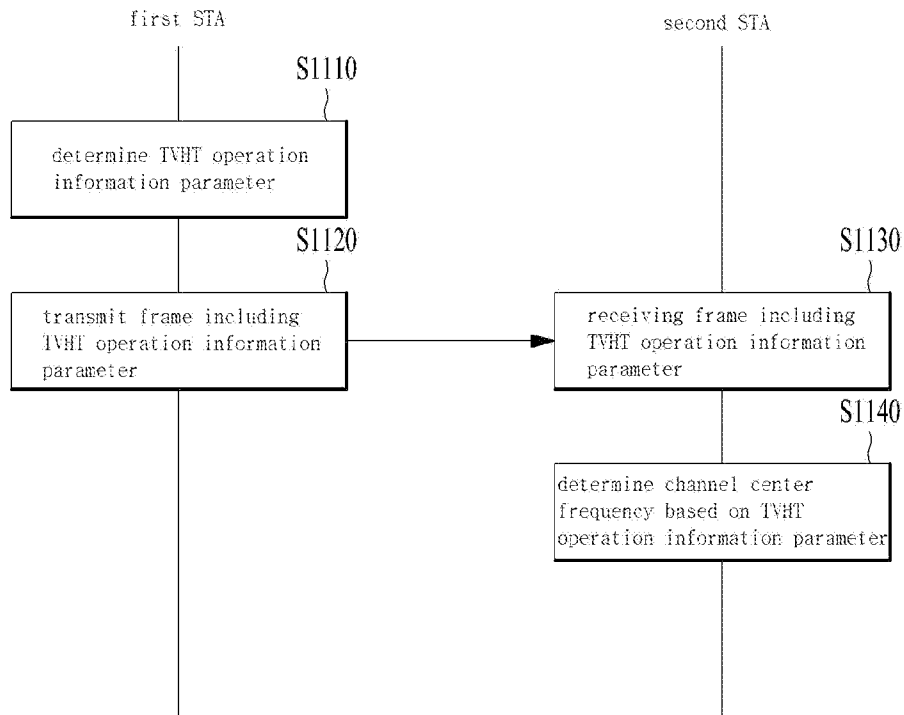 first STA
second STA
S1110
determine TVHT operation
information parameter
S1120
transmit frame including
TVHT operation information
parameter
S1130
receiving frame including
TVHT operation information
parameter
S1140
determine channel center
frequency based on TVHT
operation information parameter